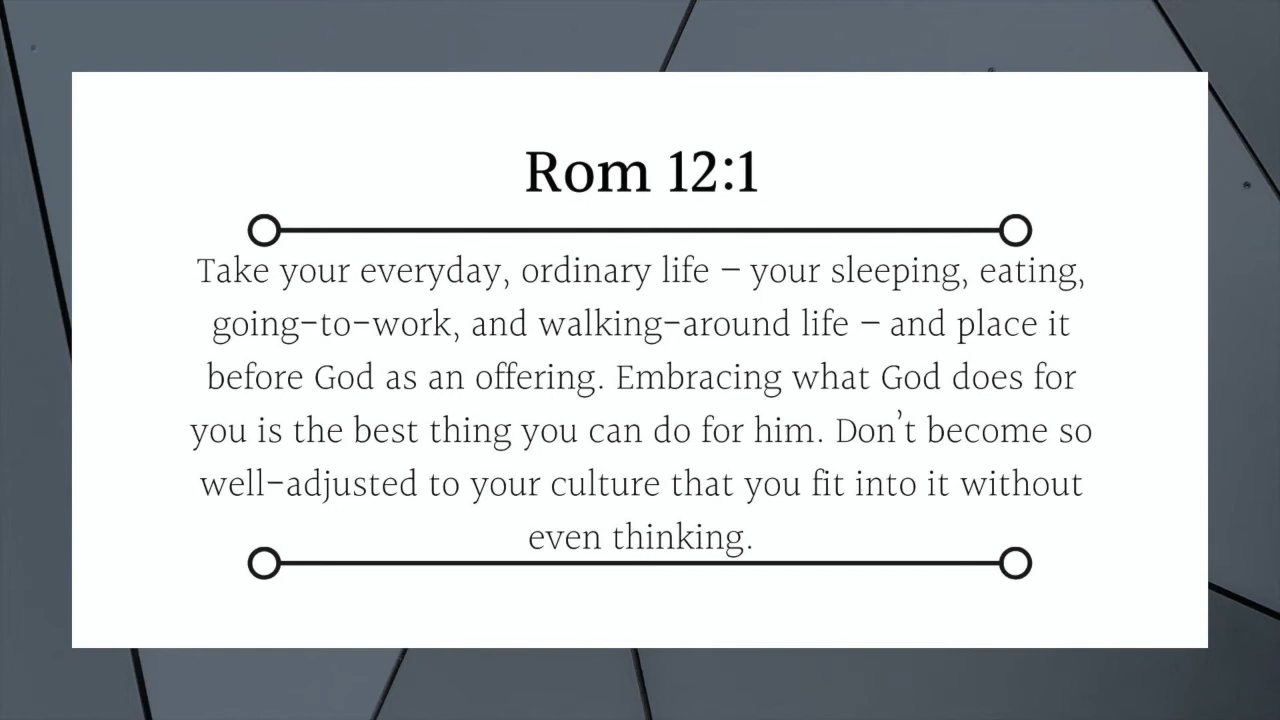 Rom 12:1
Take your everyday, ordinary life – your sleeping, eating,
going-to-work, and walking-around life – and place it
before God as an offering. Embracing what God does for
you is the best thing you can do for him. Don’t become so
well-adjusted to your culture that you fit into it without
even thinking.